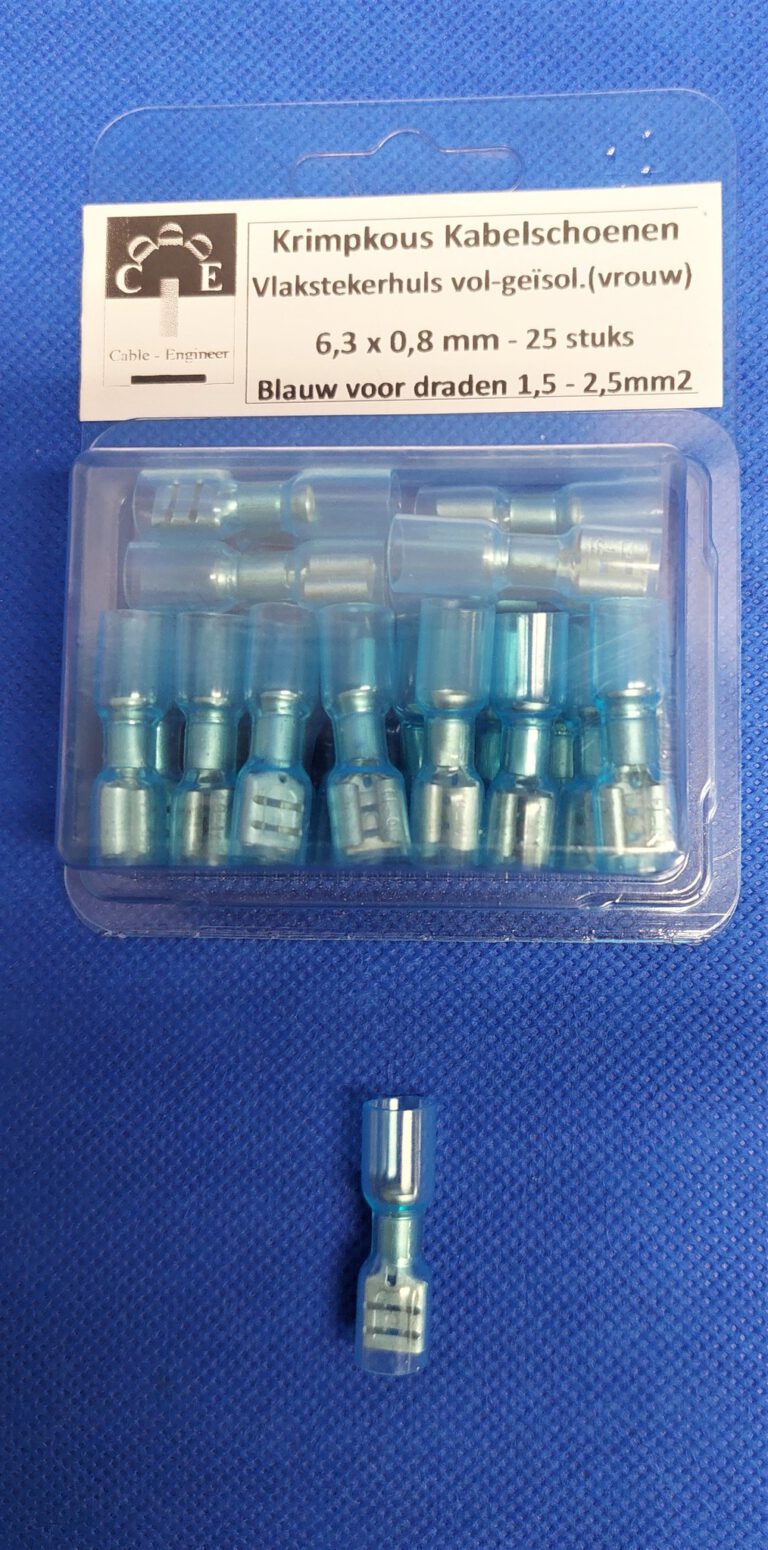 C E
Cable - Engineer
Krimpkous Kabelschoenen
Vlakstekerhuls vol-geïsol.(vrouw)
6,3 x 0,8 mm - 25 stuks
Blauw voor draden 1,5 - 2,5mm2